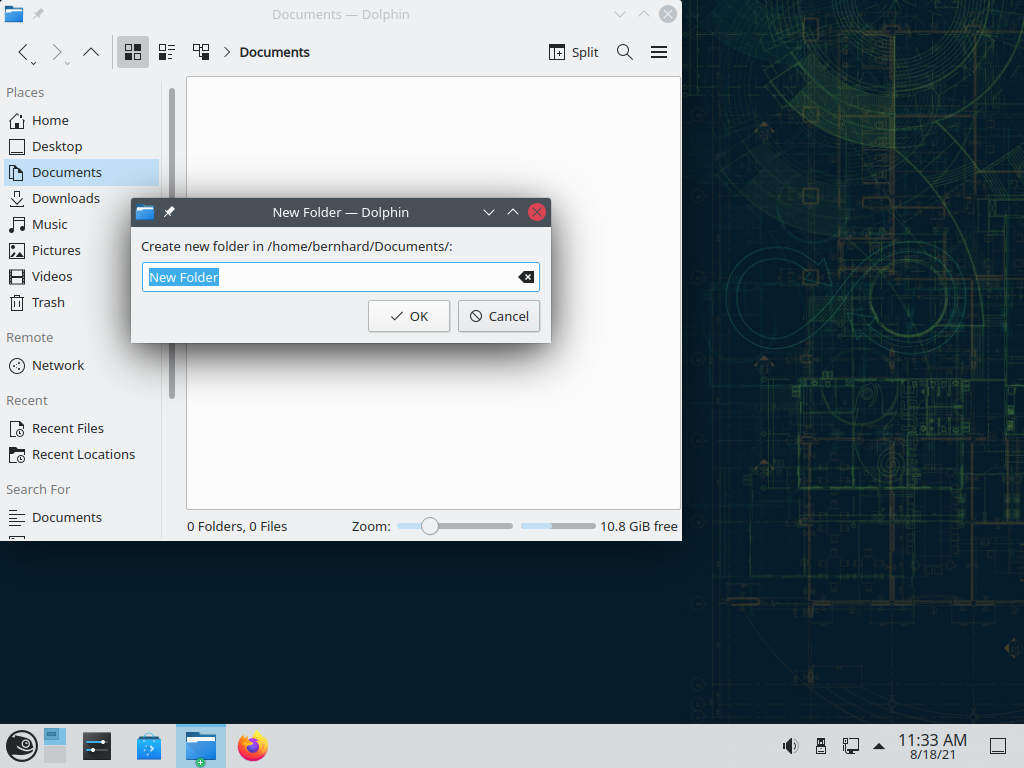 Documents — Dolphin
Documents
Split
Places
Home
Desktop
Documents
Downloads
Music
Pictures
Videos
Trash
Remote
Network
Recent
Recent Files
Recent Locations
Search For
Documents
New Folder — Dolphin
Create new folder in /home/bernhard/Documents/:
New Folder
OK
Cancel
0 Folders, 0 Files
Zoom:
10.8 GiB free
11:33 AM
8/18/21